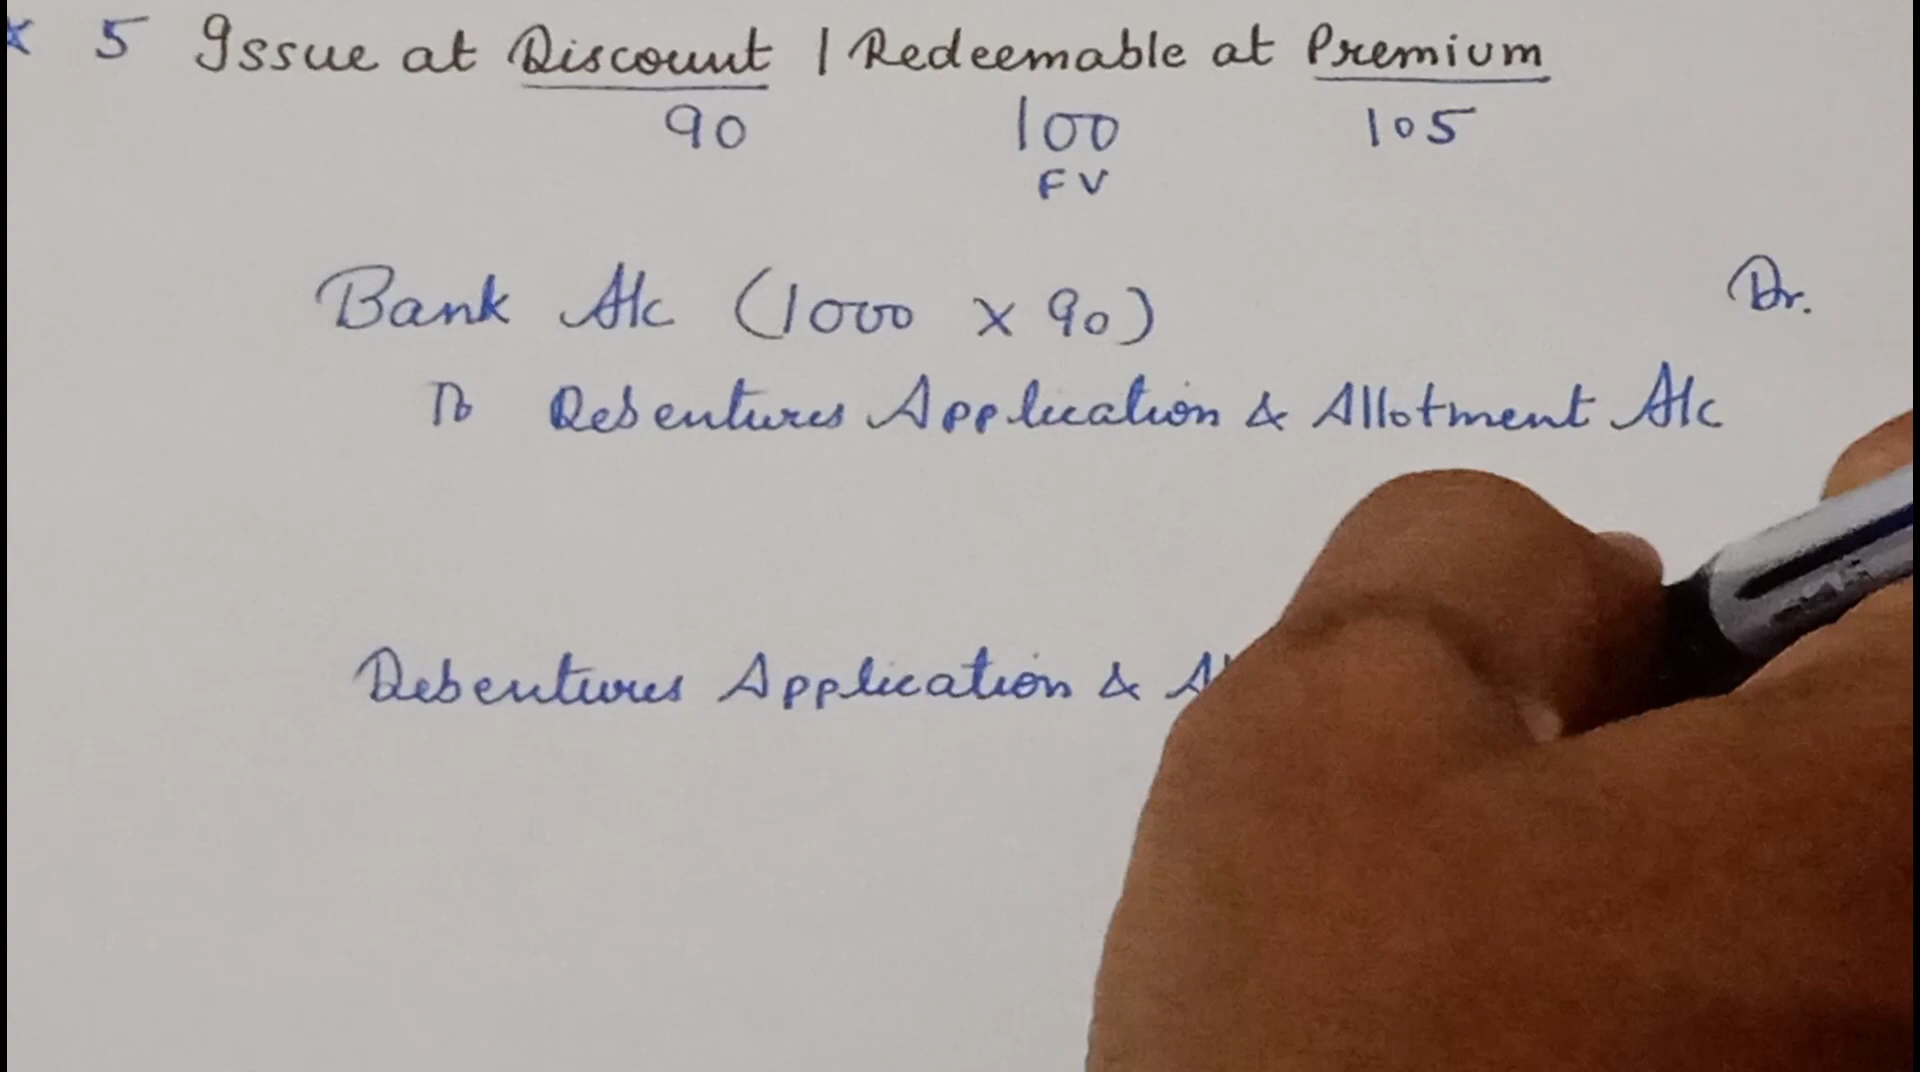 * 5 Issue at Discount | Redeemable at Premium
90 100 105
FV
Bank A/c (1000 x 90) Dr.
To Debentures Application & Allotment A/c
Debentures Application & A